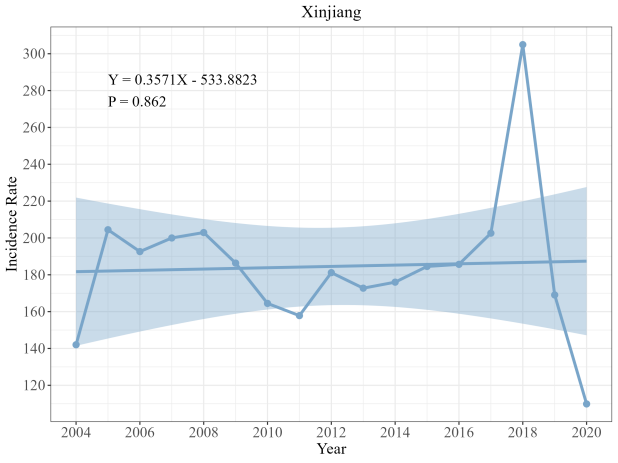 Xinjiang
Y = 0.3571X - 533.8823
P = 0.862
300
280
260
240
220
200
180
160
140
120
Incidence Rate
2004 2006 2008 2010 2012 2014 2016 2018 2020
Year